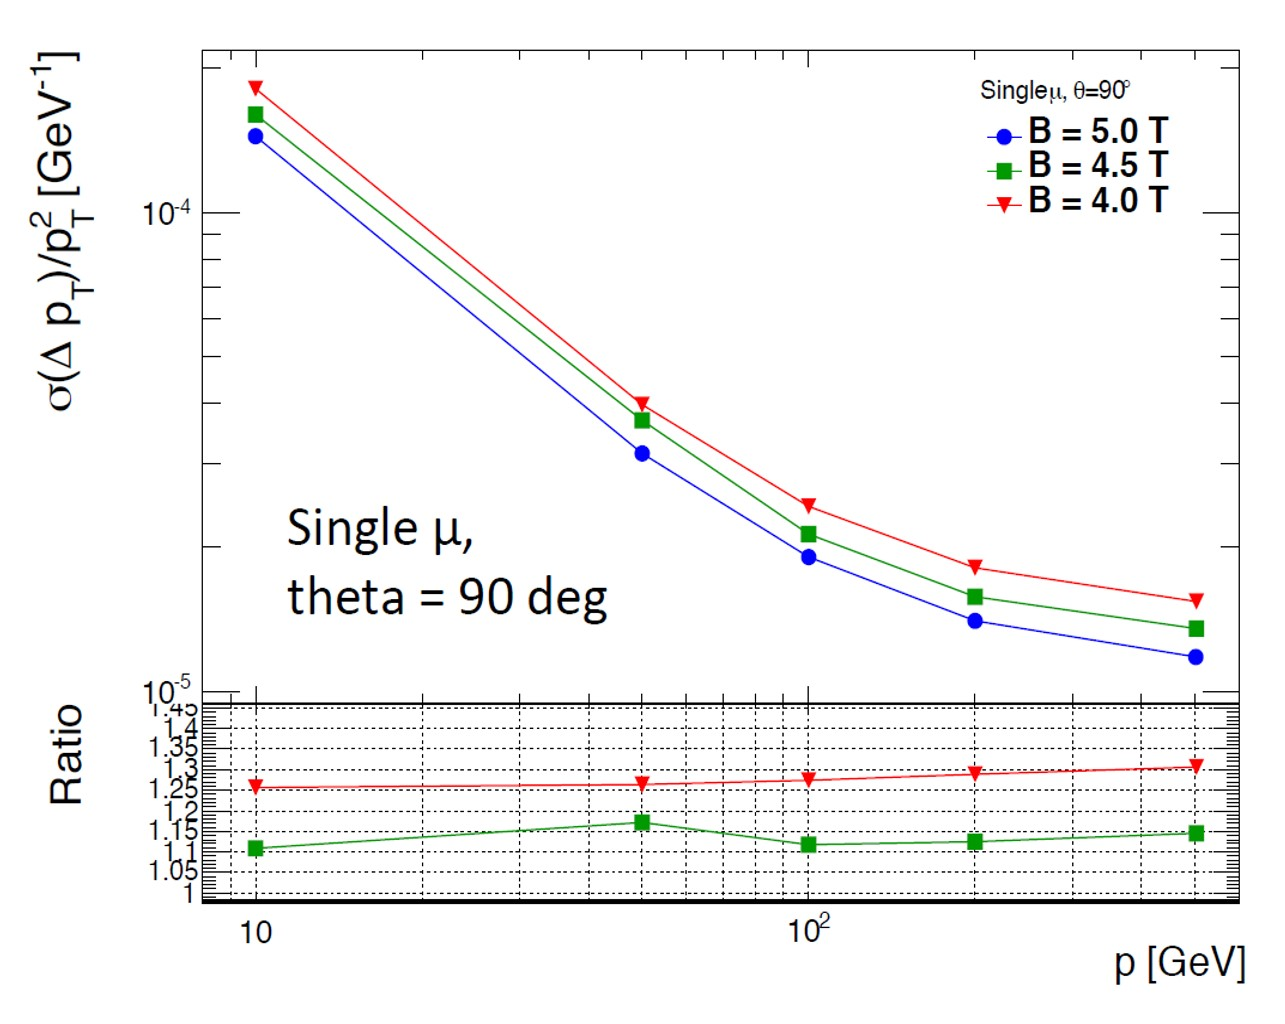 σ(Δ p_T)/p_T^2 [GeV^-1]
Single μ, θ=90°
B = 5.0 T
B = 4.5 T
B = 4.0 T
10^-4
Single μ,
theta = 90 deg
10^-5
Ratio
1.45
1.4
1.35
1.3
1.25
1.2
1.15
1.1
1.05
1
10
10^2
p [GeV]